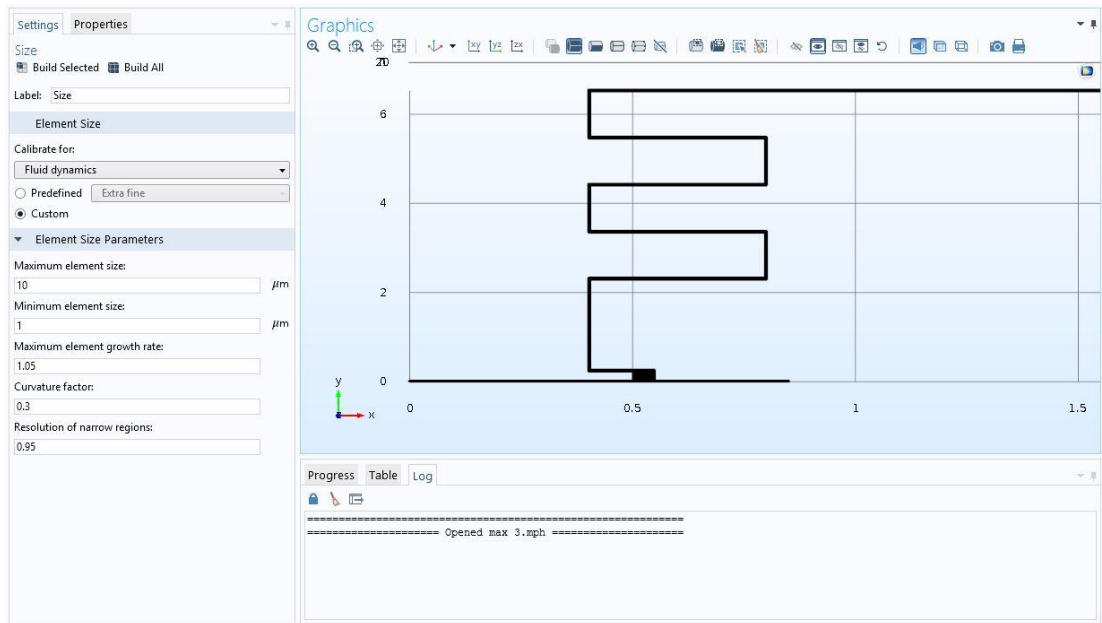 Settings Properties
Size
Build Selected Build All
Label: Size
Element Size
Calibrate for:
Fluid dynamics
Predefined Extra fine
Custom
Element Size Parameters
Maximum element size:
10 μm
Minimum element size:
1 μm
Maximum element growth rate:
1.05
Curvature factor:
0.3
Resolution of narrow regions:
0.95
Graphics
xy yz zx
6
4
2
y 0
x 0 0.5 1 1.5
Progress Table Log
==================== Opened max 3.mph ====================